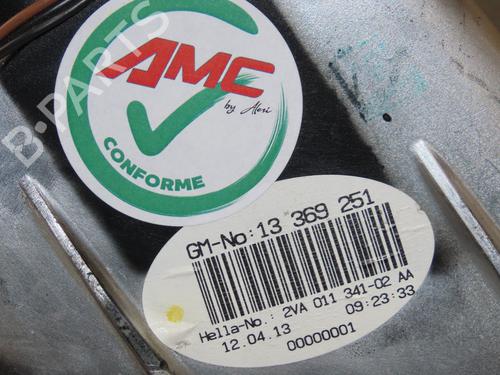 B-PARTS
AMC
by Aleri
CONFORME
GM-No: 13 369 251
Hella-No.: 2VA 011 341-02 AA
12.04.13 09:23:33
00000001